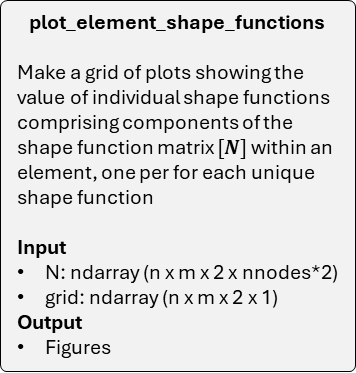 plot_element_shape_functions
Make a grid of plots showing the
value of individual shape functions
comprising components of the
shape function matrix [N] within an
element, one per for each unique
shape function
Input
• N: ndarray (n x m x 2 x nnodes*2)
• grid: ndarray (n x m x 2 x 1)
Output
• Figures